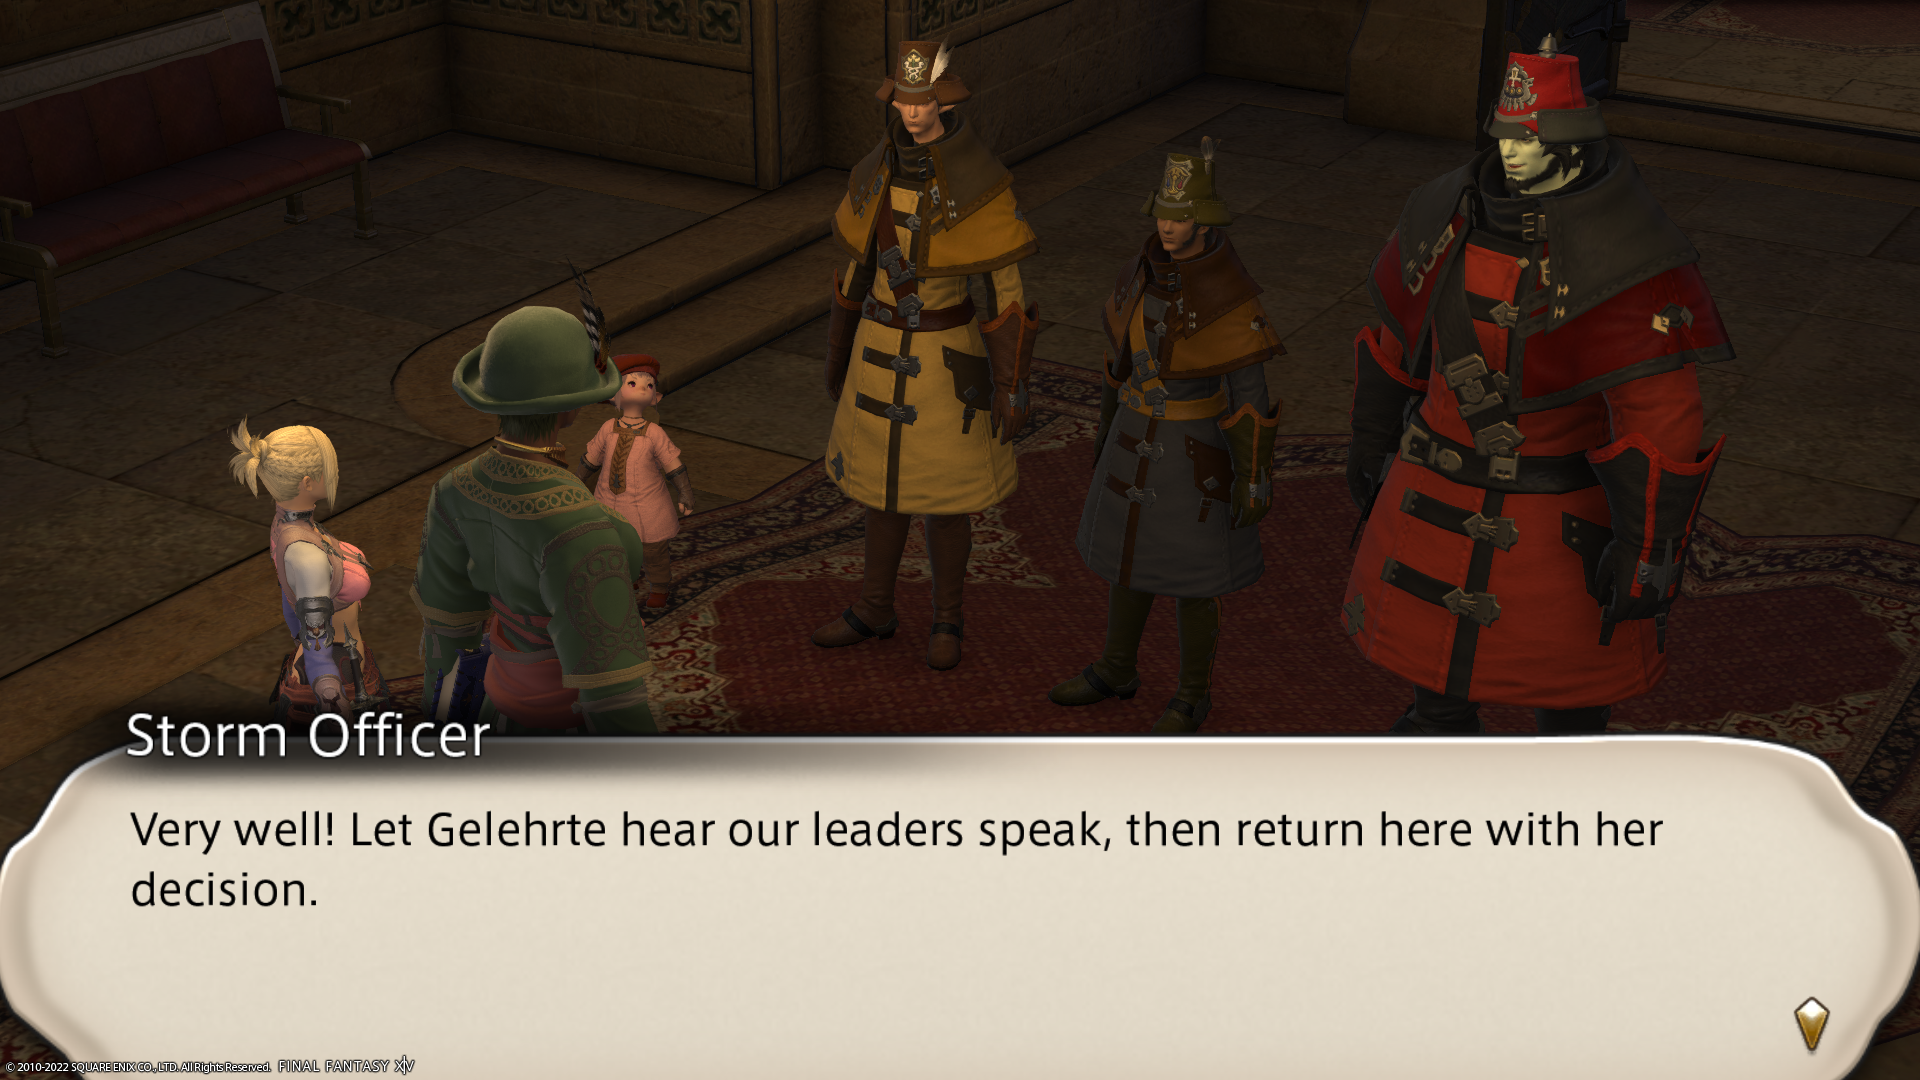 Storm Officer
Very well! Let Gelehrte hear our leaders speak, then return here with her
decision.
© 2010-2022 SQUARE ENIX CO., LTD. All Rights Reserved. FINAL FANTASY XIV